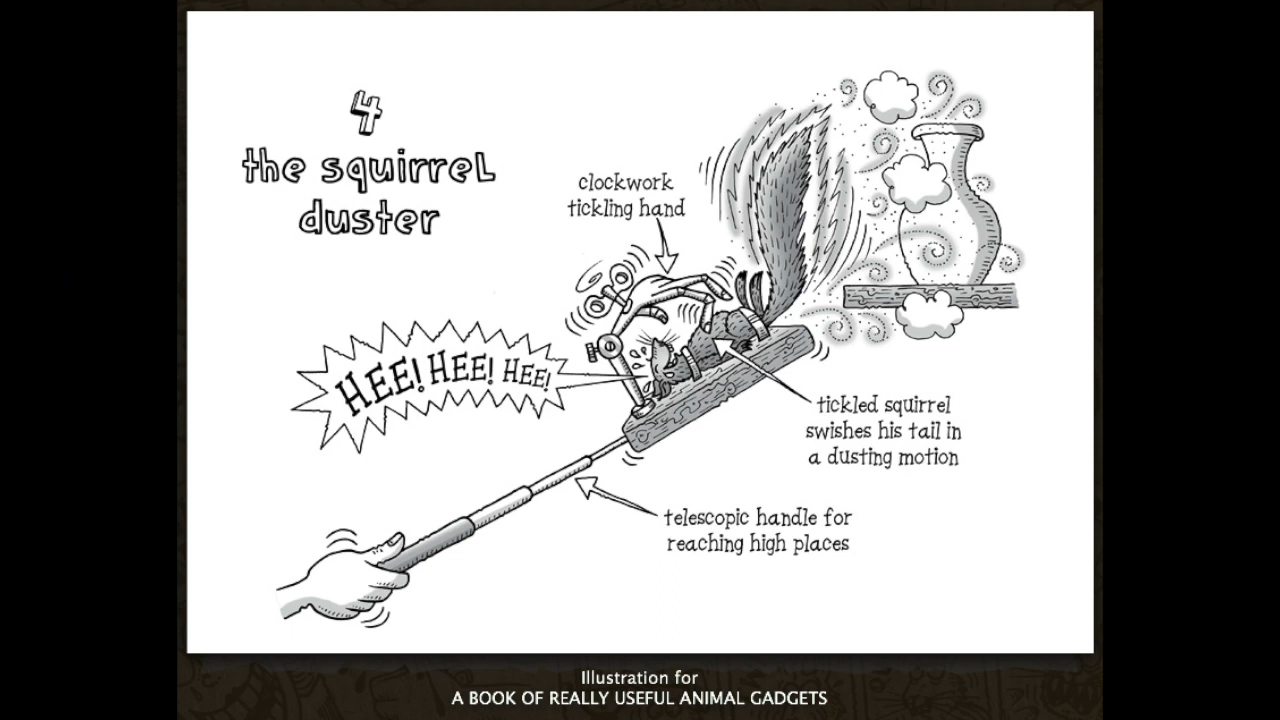 4
the squirrel
duster
clockwork
tickling hand
HEE! HEE! HEE!
tickled squirrel
swishes his tail in
a dusting motion
telescopic handle for
reaching high places
Illustration for
A BOOK OF REALLY USEFUL ANIMAL GADGETS